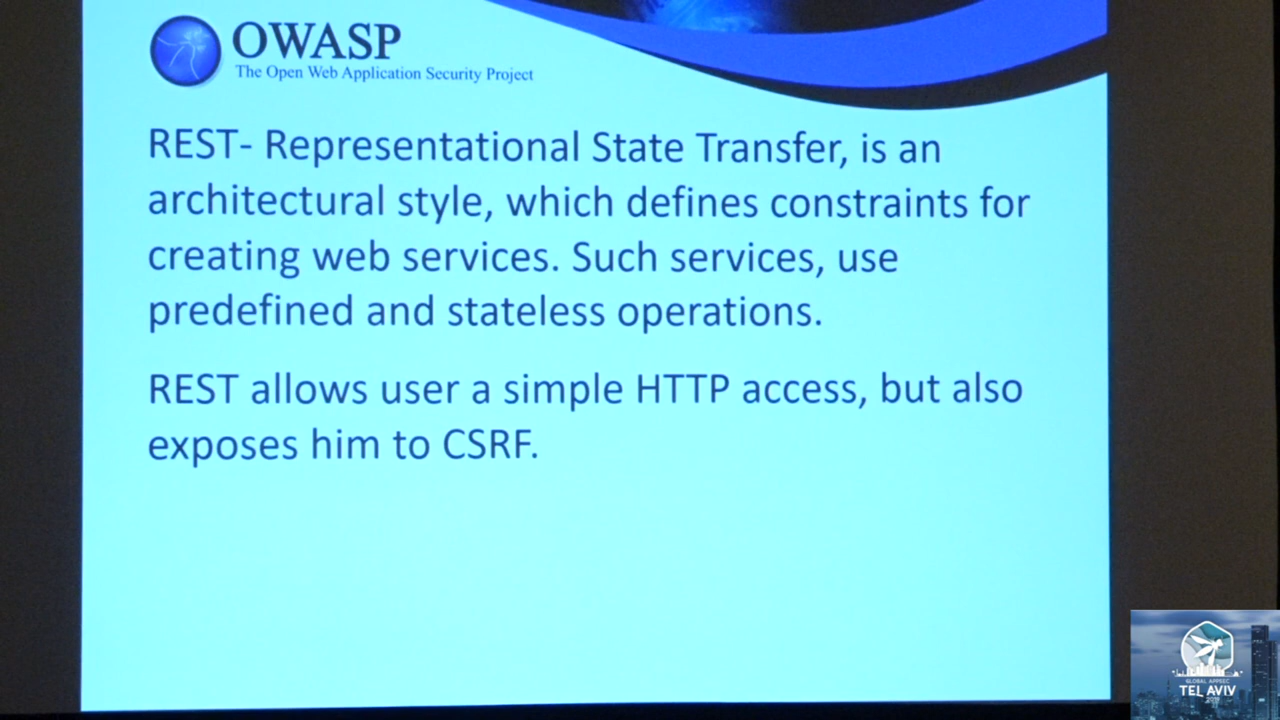 OWASP
The Open Web Application Security Project
REST- Representational State Transfer, is an
architectural style, which defines constraints for
creating web services. Such services, use
predefined and stateless operations.
REST allows user a simple HTTP access, but also
exposes him to CSRF.
GLOBAL APPSEC
TEL AVIV